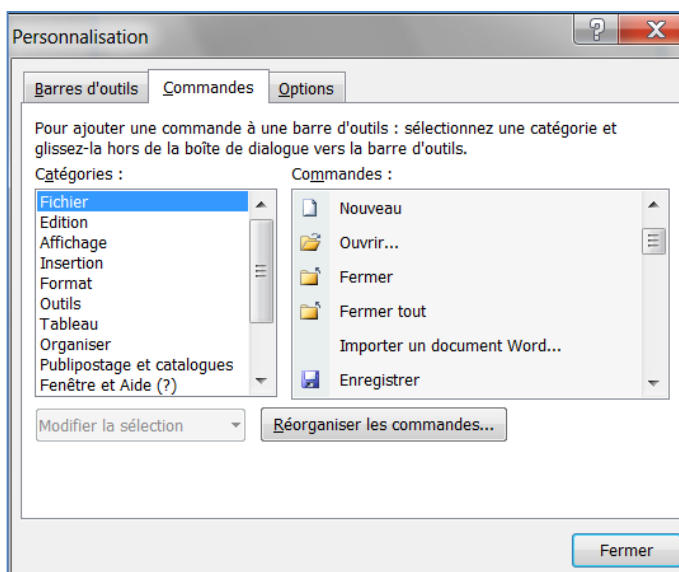 Personnalisation
Barres d'outils Commandes Options
Pour ajouter une commande à une barre d'outils : sélectionnez une catégorie et
glissez-la hors de la boîte de dialogue vers la barre d'outils.
Catégories :
Fichier
Edition
Affichage
Insertion
Format
Outils
Tableau
Organiser
Publipostage et catalogues
Fenêtre et Aide (?)
Commandes :
Nouveau
Ouvrir...
Fermer
Fermer tout
Importer un document Word...
Enregistrer
Modifier la sélection
Réorganiser les commandes...
Fermer